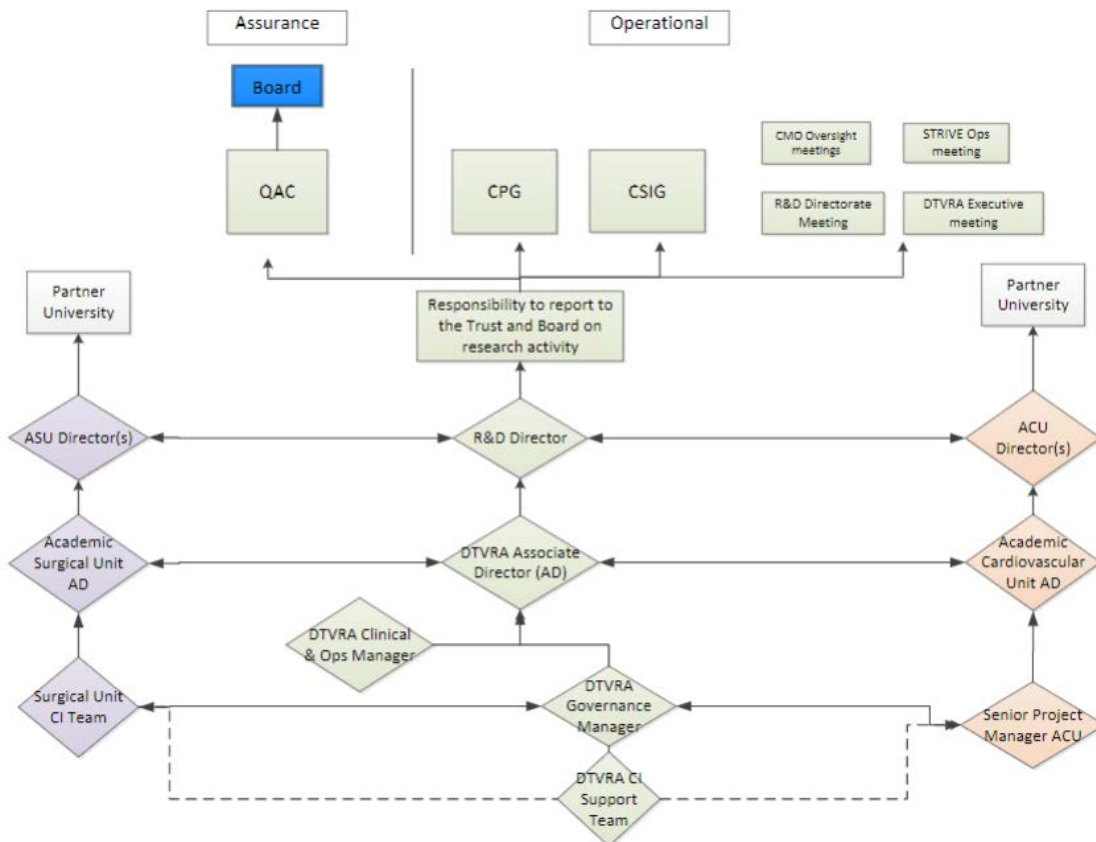 Assurance
Operational
Board
QAC
CPG
CSIG
CMO Oversight
meetings
STRIVE Ops
meeting
R&D Directorate
Meeting
DTVRA Executive
meeting
Partner
University
Responsibility to report to
the Trust and Board on
research activity
Partner
University
ASU Director(s)
R&D Director
ACU
Director(s)
Academic
Surgical Unit
AD
DTVRA Associate
Director (AD)
Academic
Cardiovascular
Unit AD
DTVRA Clinical
& Ops Manager
Surgical Unit
CI Team
DTVRA
Governance
Manager
Senior Project
Manager ACU
DTVRA CI
Support
Team